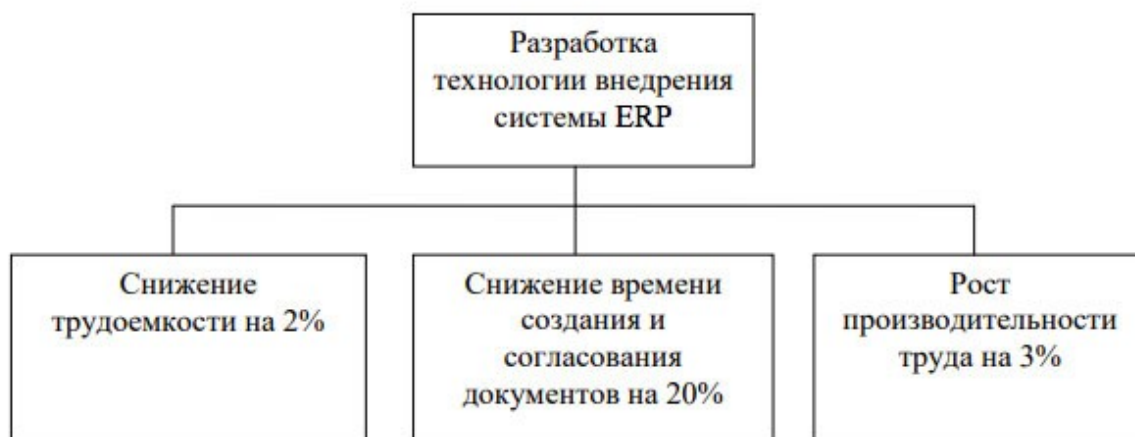 Разработка
технологии внедрения
системы ERP
Снижение
трудоемкости на 2%
Снижение времени
создания и
согласования
документов на 20%
Рост
производительности
труда на 3%